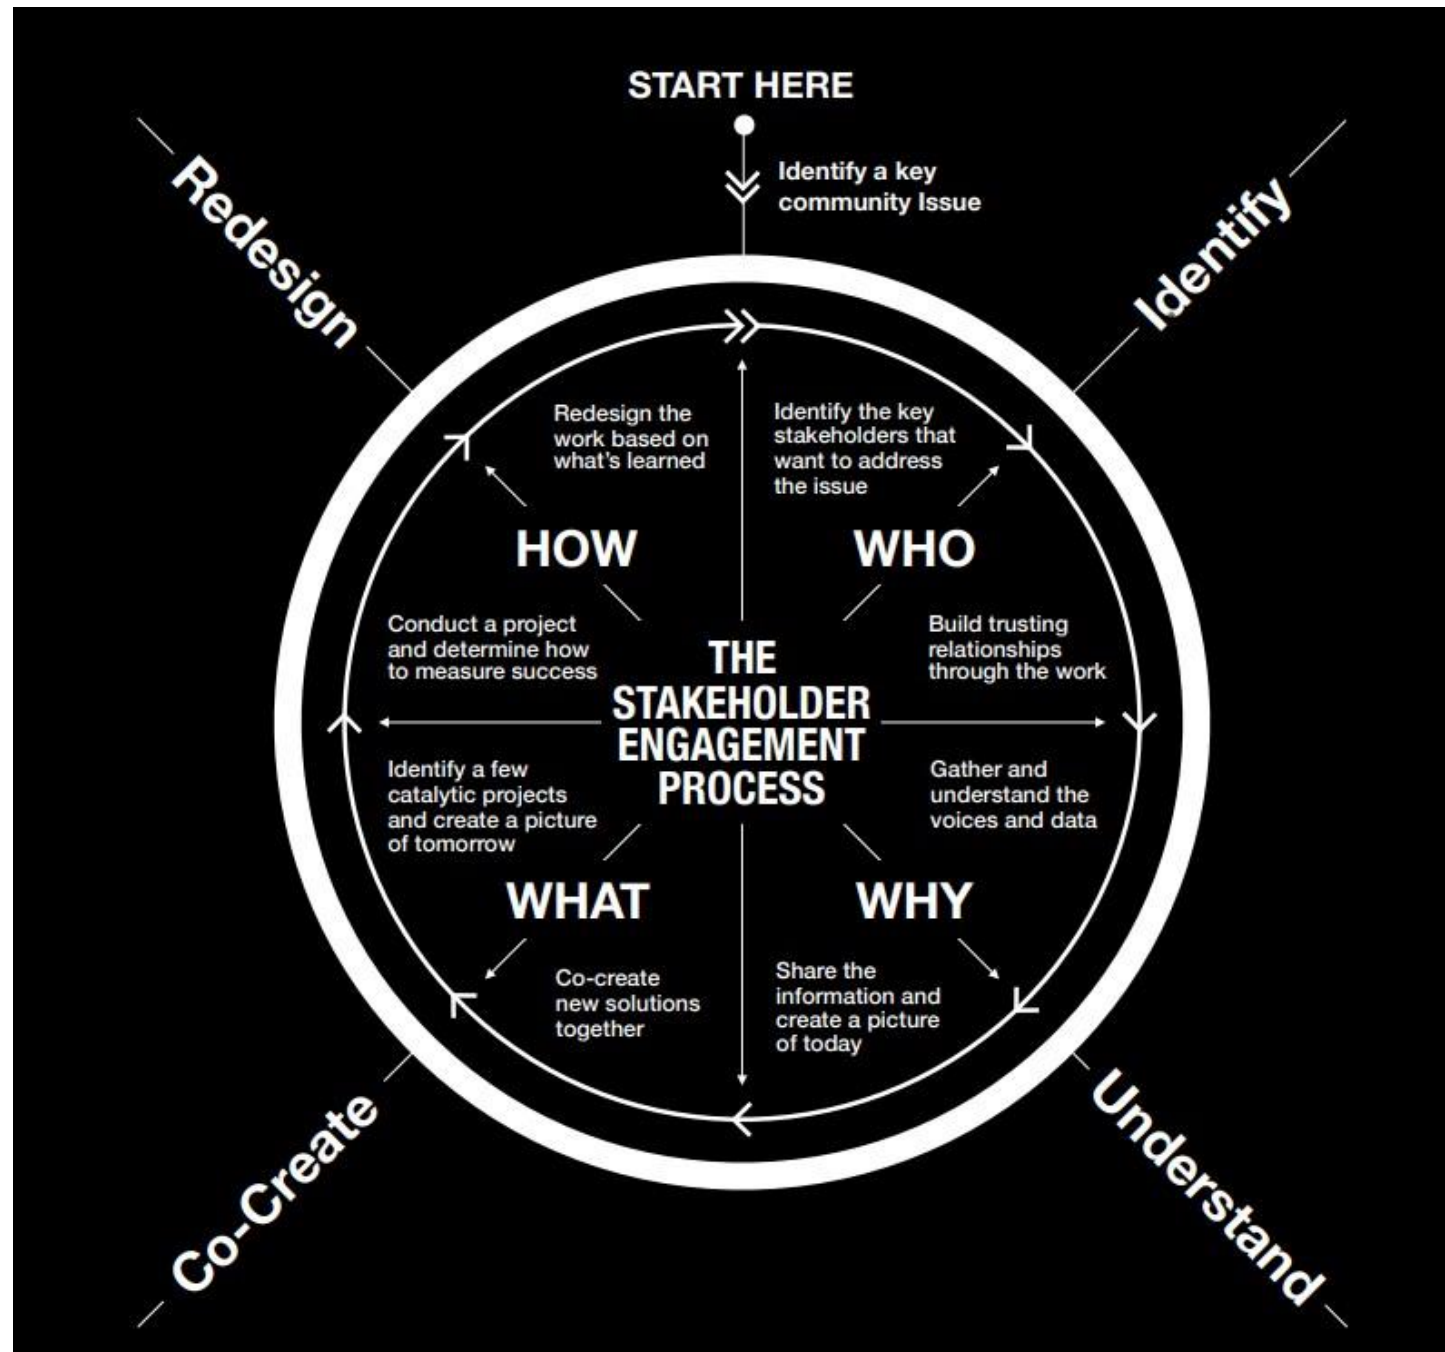 START HERE
Identify a key
community Issue
Redesign
Identify
Redesign the
work based on
what's learned
Identify the key
stakeholders that
want to address
the issue
HOW
WHO
Conduct a project
and determine how
to measure success
Build trusting
relationships
through the work
THE
STAKEHOLDER
ENGAGEMENT
PROCESS
Identify a few
catalytic projects
and create a picture
of tomorrow
Gather and
understand the
voices and data
WHAT
WHY
Co-create
new solutions
together
Share the
information and
create a picture
of today
Co-Create
Understand